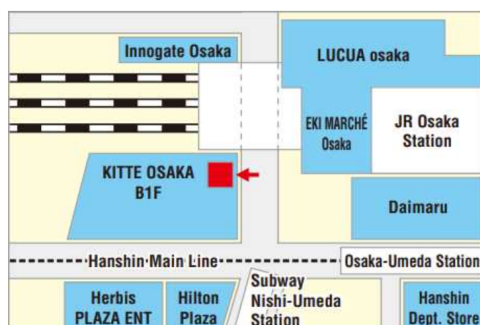 Innogate Osaka
LUCUA osaka
EKI MARCHÉ
Osaka
JR Osaka
Station
KITTE OSAKA
B1F
Daimaru
Hanshin Main Line
Osaka-Umeda Station
Subway
Nishi-Umeda
Station
Herbis
PLAZA ENT
Hilton
Plaza
Hanshin
Dept. Store